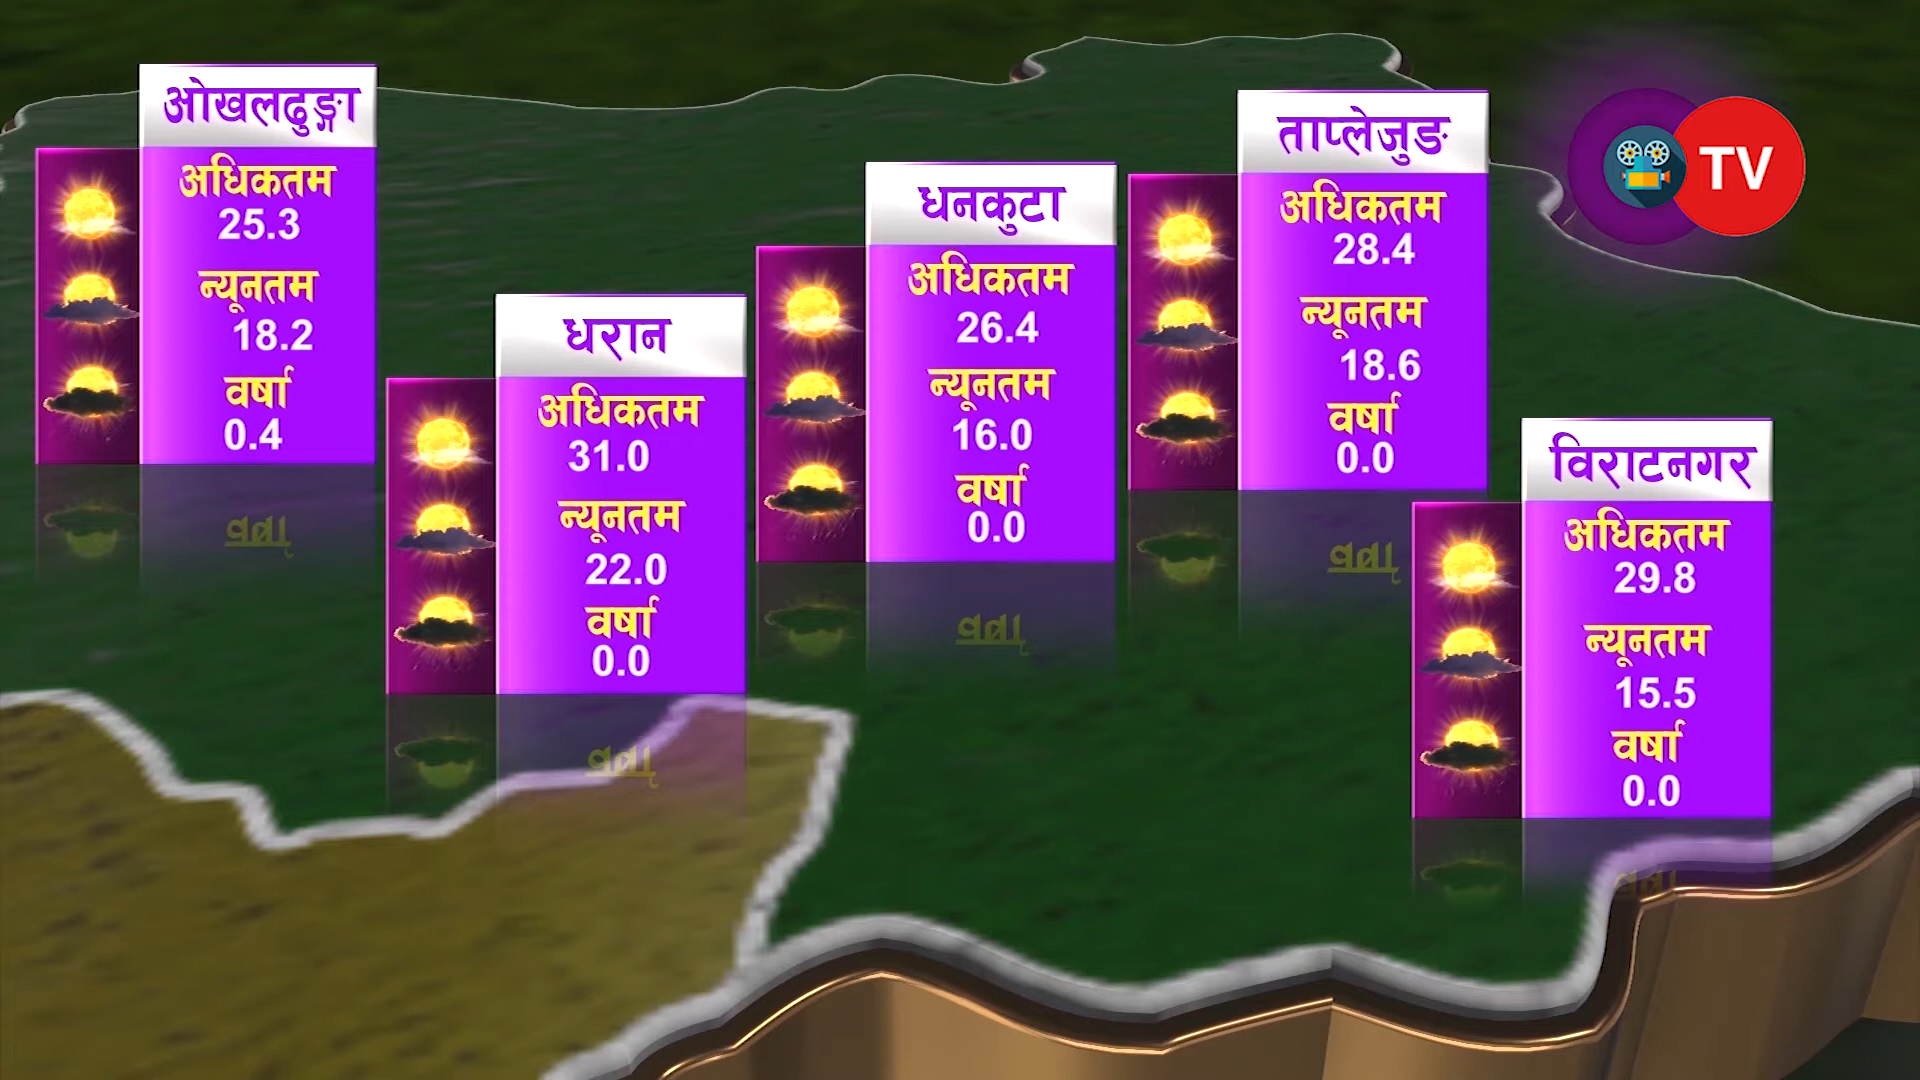 ओखलढुङ्गा
अधिकतम
25.3
न्यूनतम
18.2
वर्षा
0.4
धरान
अधिकतम
31.0
न्यूनतम
22.0
वर्षा
0.0
धनकुटा
अधिकतम
26.4
न्यूनतम
16.0
वर्षा
0.0
ताप्लेजुङ
अधिकतम
28.4
न्यूनतम
18.6
वर्षा
0.0
विराटनगर
अधिकतम
29.8
न्यूनतम
15.5
वर्षा
0.0
TV